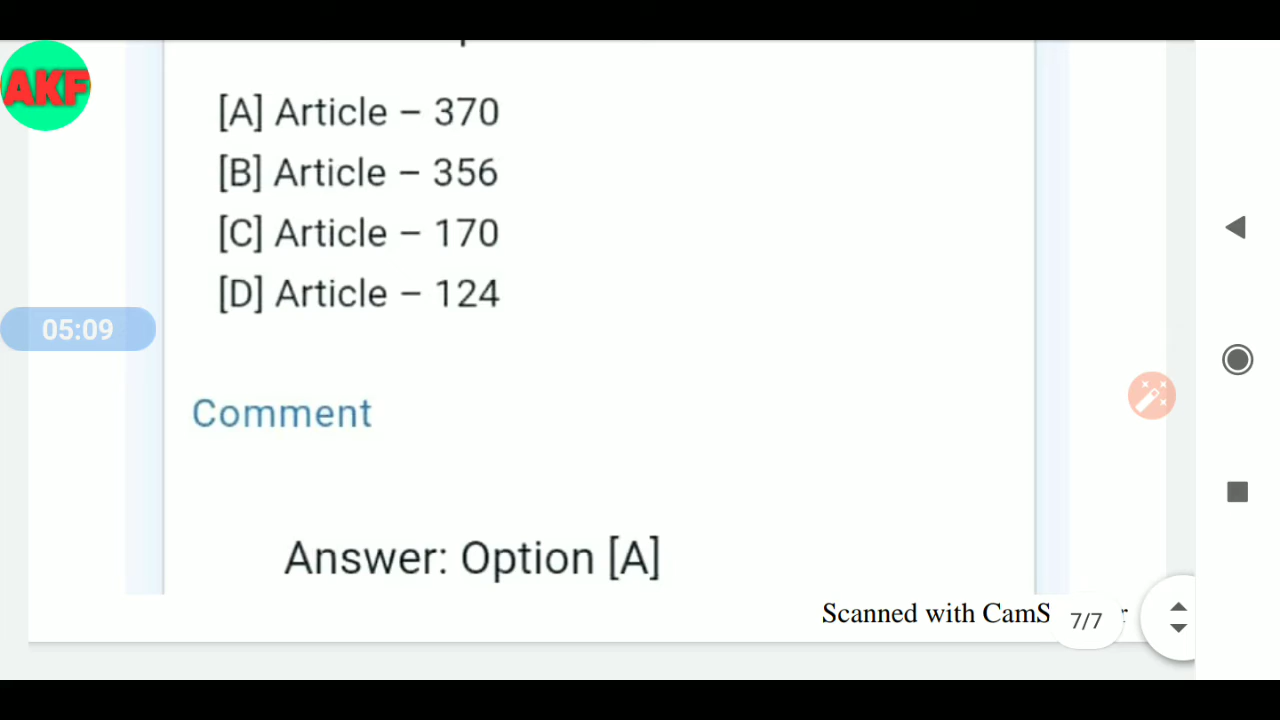 AKF
[A] Article – 370
[B] Article – 356
[C] Article – 170
[D] Article – 124
05:09
Comment
Answer: Option [A]
Scanned with CamS
7/7